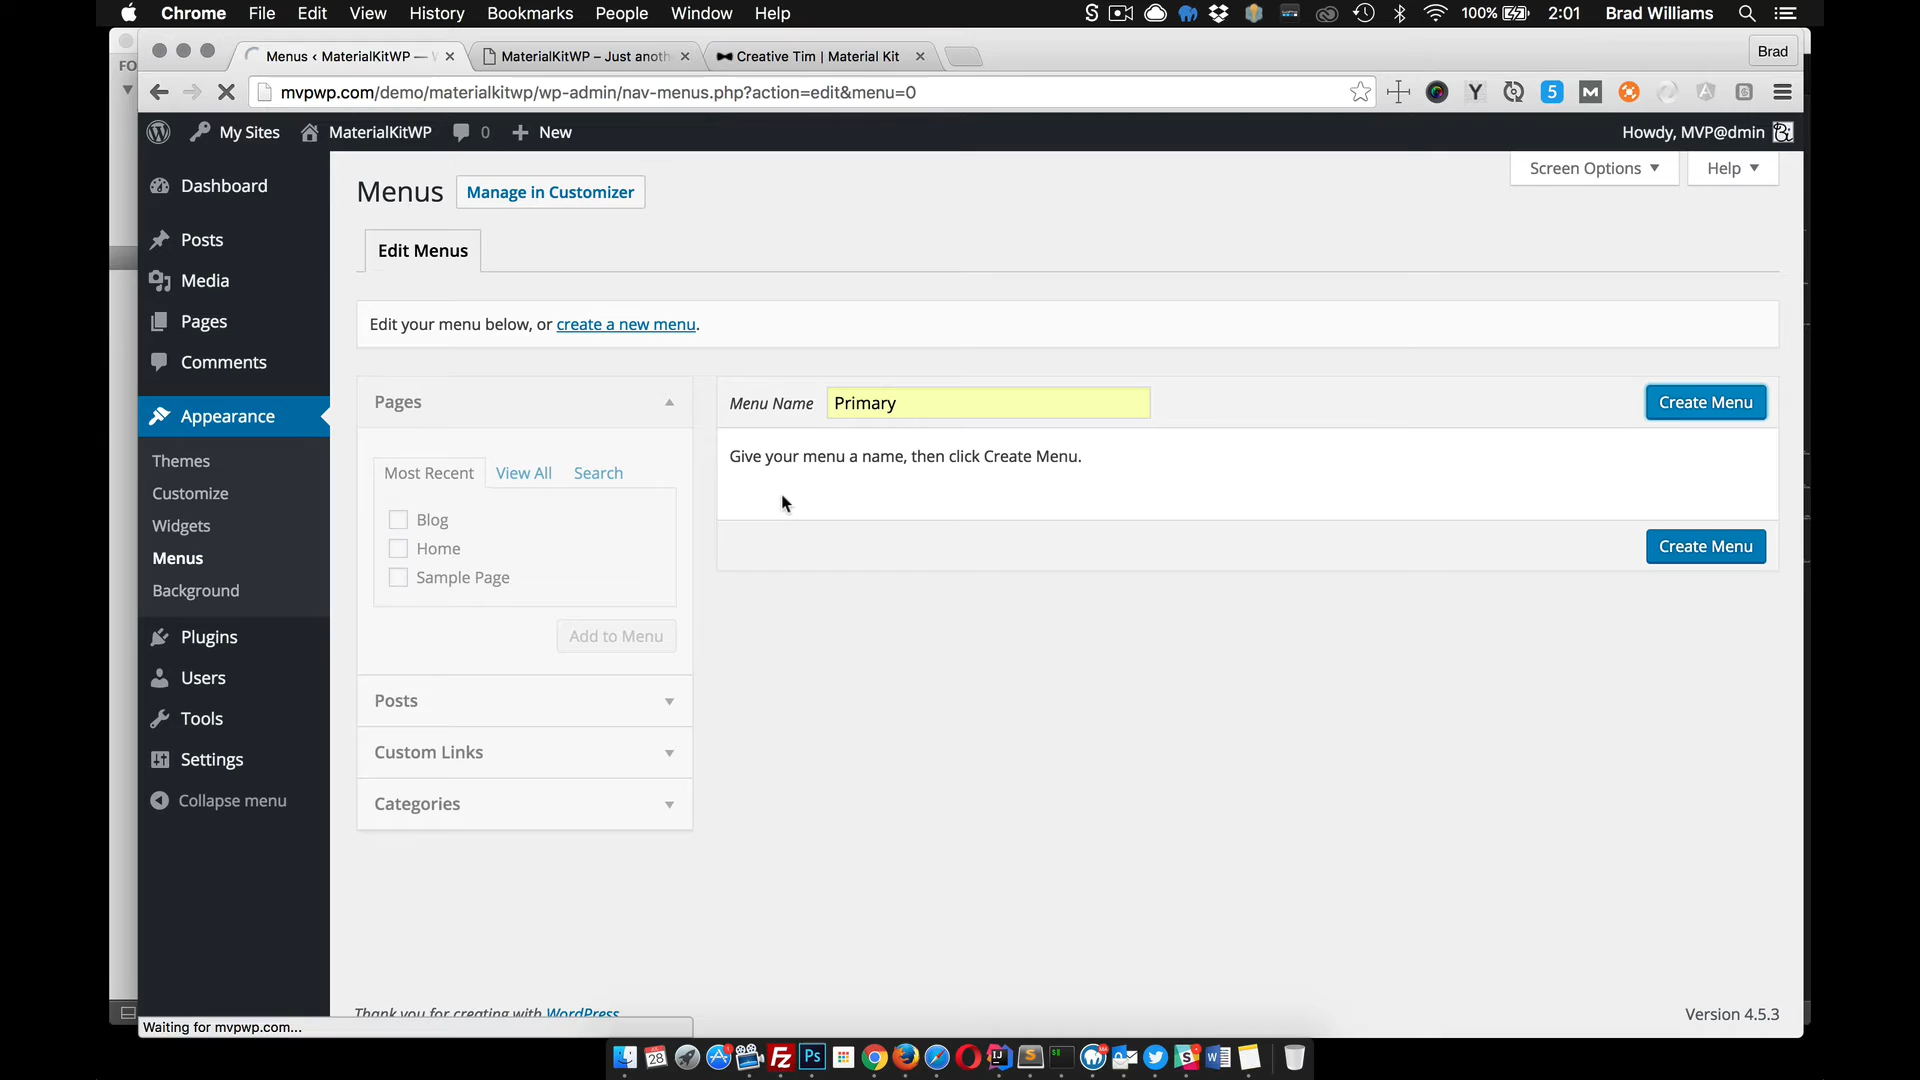 Chrome File Edit View History Bookmarks People Window Help 100% 2:01 Brad Williams
Menus ‹ MaterialKitWP —
MaterialKitWP – Just anoth
Creative Tim | Material Kit
Brad
mvpwp.com/demo/materialkitwp/wp-admin/nav-menus.php?action=edit&menu=0
My Sites MaterialKitWP 0 New Howdy, MVP@dmin
FO
Dashboard
Posts
Media
Pages
Comments
Appearance
Themes
Customize
Widgets
Menus
Background
Plugins
Users
Tools
Settings
Collapse menu
Screen Options Help
Menus Manage in Customizer
Edit Menus
Edit your menu below, or create a new menu.
Pages
Most Recent View All Search
Blog
Home
Sample Page
Add to Menu
Posts
Custom Links
Categories
Menu Name Primary Create Menu
Give your menu a name, then click Create Menu.
Create Menu
Thank you for creating with WordPress
Version 4.5.3
Waiting for mvpwp.com...